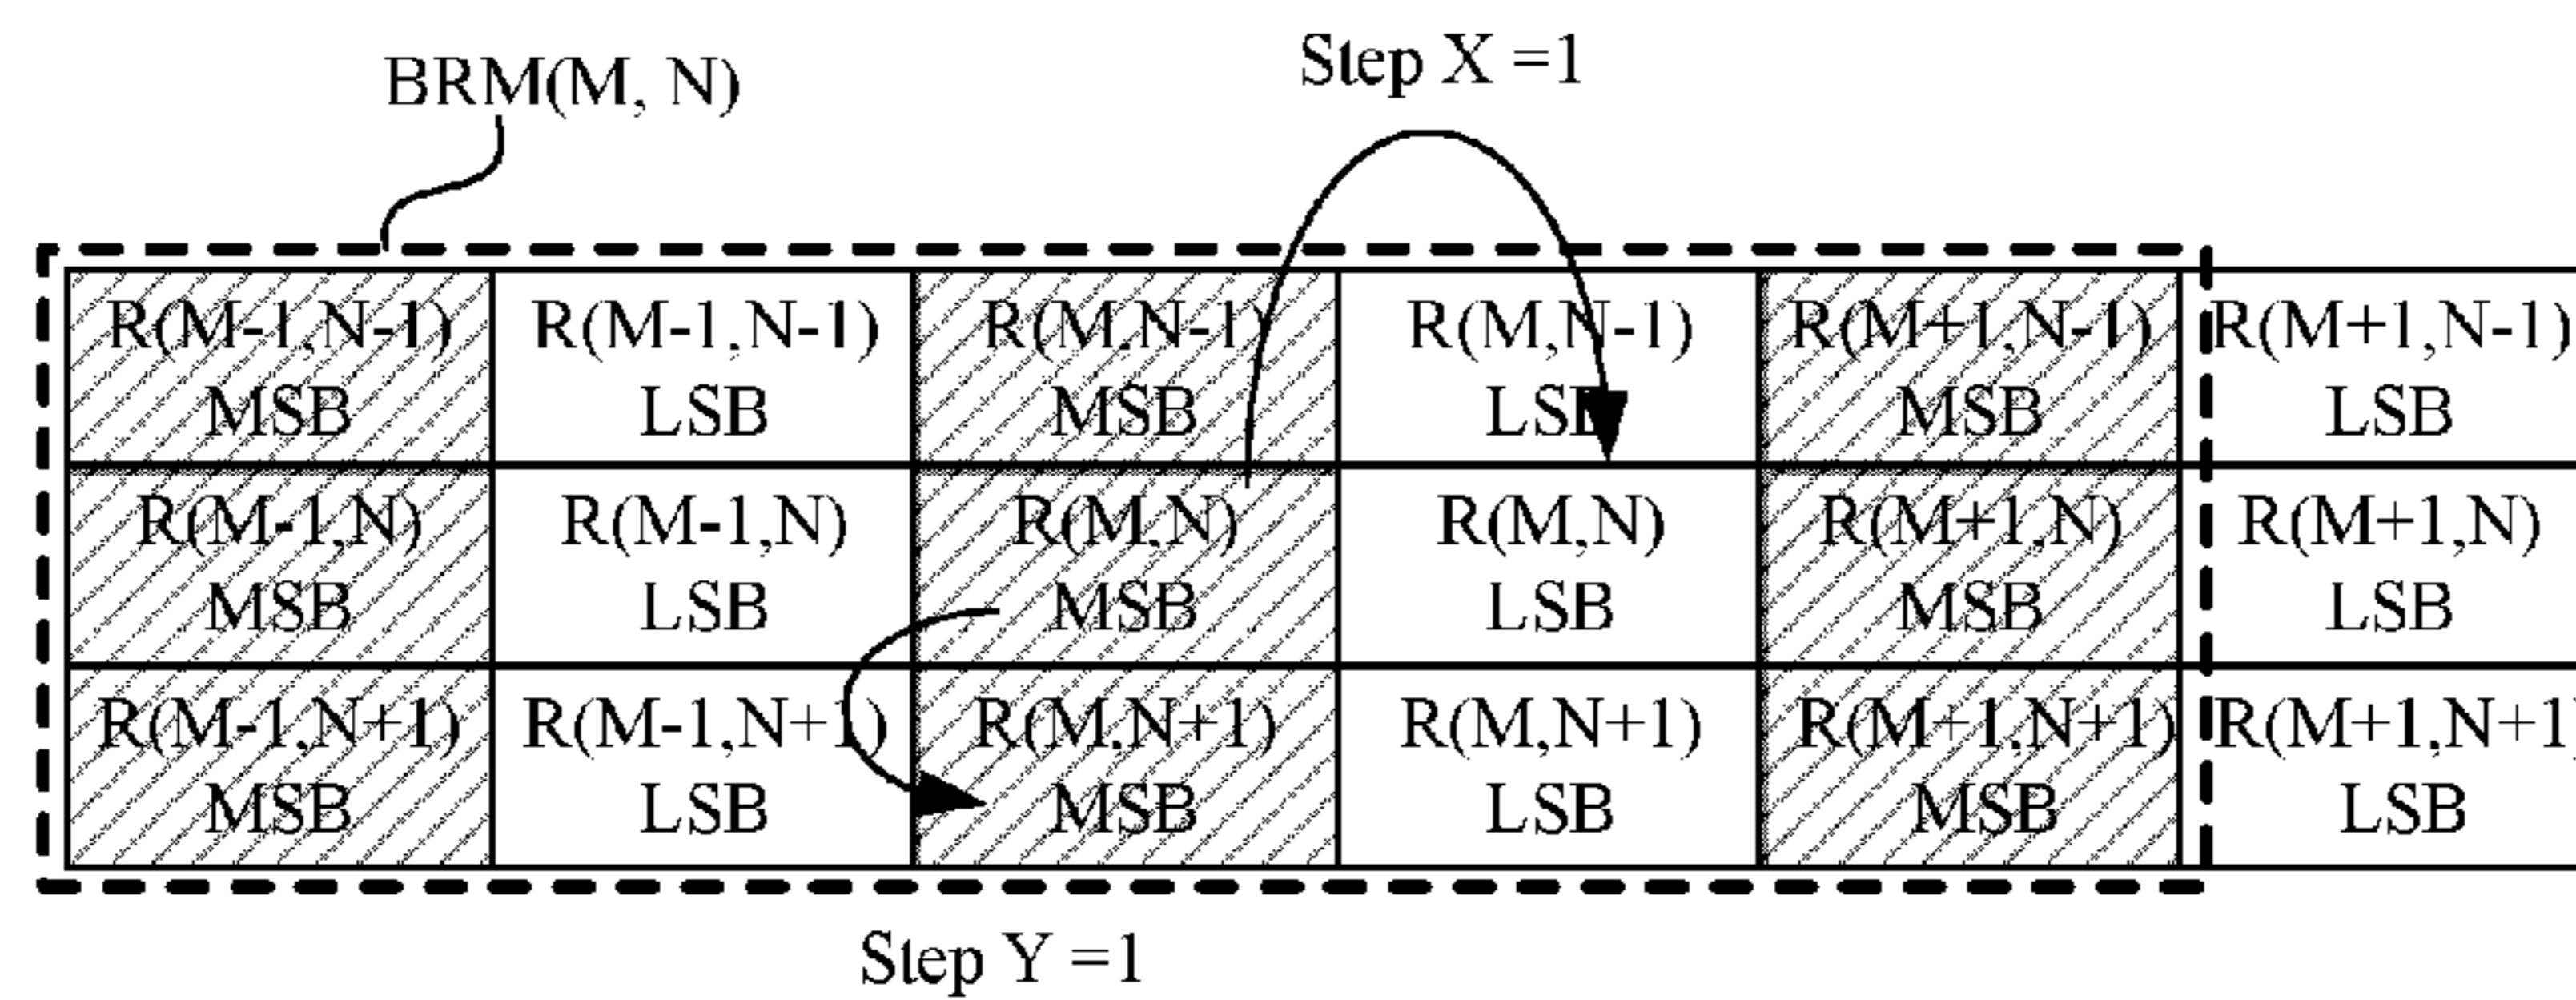 Step X =1
BRM(M, N)
R(M-1,N-1) R(M-1,N-1) R(M,N-1) R(M,N-1) R(M+1,N-1) R(M+1,N-1)
MSB LSB MSB LSB MSB LSB
R(M-1,N) R(M-1,N) R(M,N) R(M,N) R(M+1,N) R(M+1,N)
MSB LSB MSB LSB MSB LSB
R(M-1,N+1) R(M-1,N+1) R(M,N+1) R(M,N+1) R(M+1,N+1) R(M+1,N+1
MSB LSB MSB LSB MSB LSB
Step Y =1